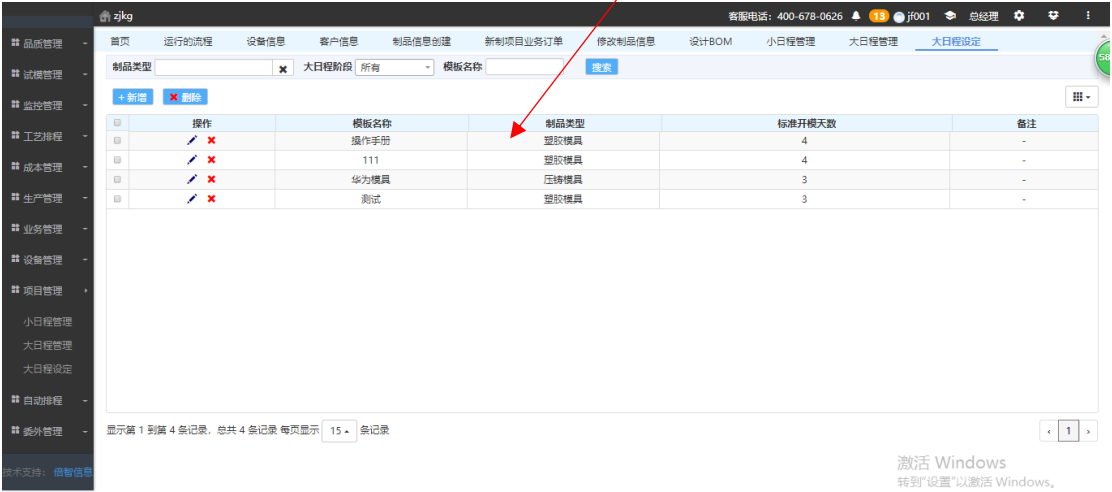 zjkg 客服电话：400-678-0626 13 jf001 总经理
首页 运行的流程 设备信息 客户信息 制品信息创建 新制项目业务订单 修改制品信息 设计BOM 小日程管理 大日程管理 大日程设定
58
制品类型 大日程阶段 所有 模板名称 搜索
+新增 删除
操作 模板名称 制品类型 标准开模天数 备注
操作手册 塑胶模具 4 -
111 塑胶模具 4 -
华为模具 压铸模具 3 -
测试 塑胶模具 3 -
显示第 1 到第 4 条记录，总共 4 条记录 每页显示 15 条记录
‹ 1 ›
品质管理
试模管理
监控管理
工艺排程
成本管理
生产管理
业务管理
设备管理
项目管理
小日程管理
大日程管理
大日程设定
自动排程
委外管理
技术支持：倍智信息
激活 Windows
转到"设置"以激活 Windows。